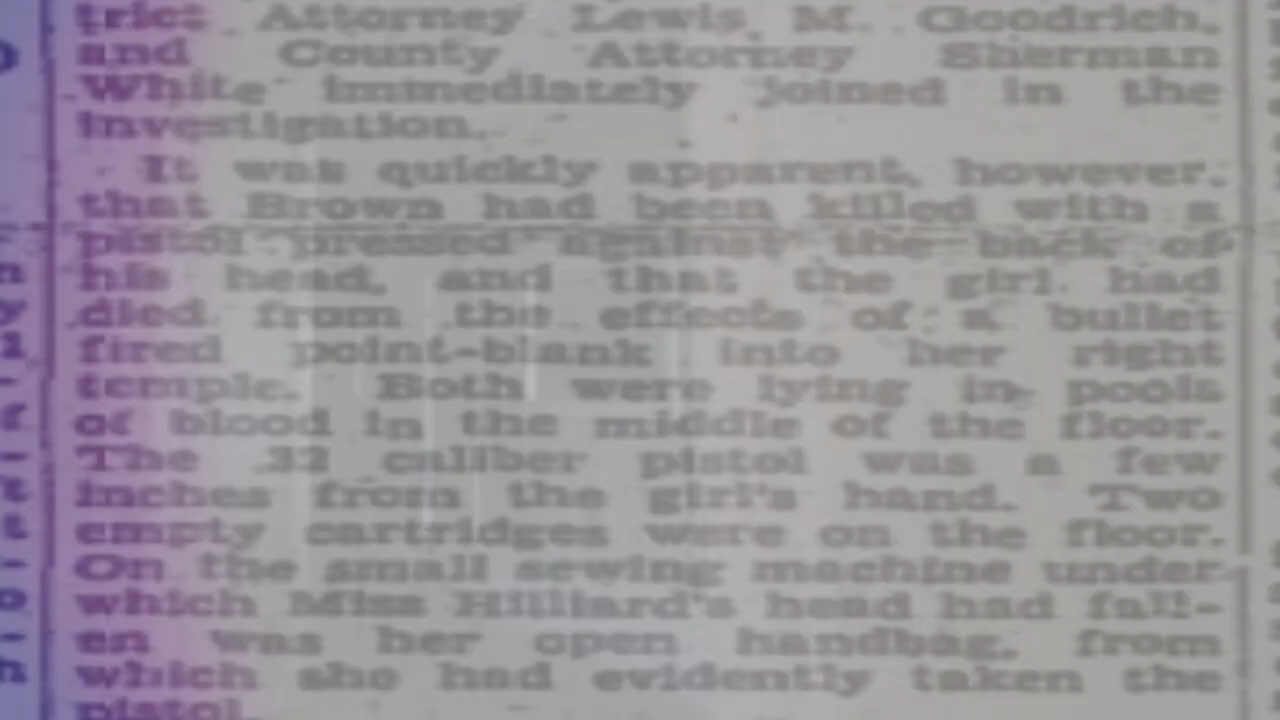 trict Attorney Lewis M. Goodrich,
and County Attorney Sherman
White immediately joined in the
investigation.
It was quickly apparent, however,
that Brown had been killed with a
pistol pressed against the back of
his head, and that the girl had
died from the effects of a bullet
fired point-blank into her right
temple. Both were lying in pools
of blood in the middle of the floor.
The .32 caliber pistol was a few
inches from the girl's hand. Two
empty cartridges were on the floor.
On the small sewing machine under
which Miss Hilliard's head had fall-
en was her open handbag, from
which she had evidently taken the
pistol.